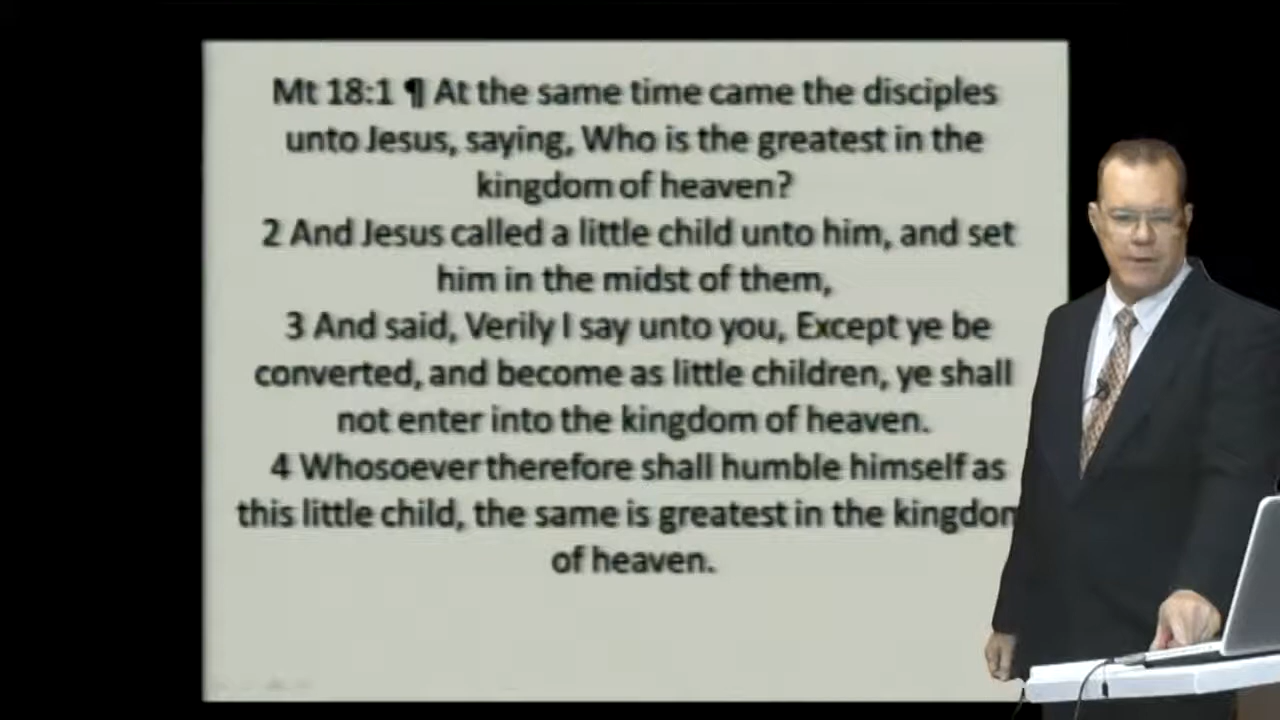 Mt 18:1 ¶ At the same time came the disciples
unto Jesus, saying, Who is the greatest in the
kingdom of heaven?
2 And Jesus called a little child unto him, and set
him in the midst of them,
3 And said, Verily I say unto you, Except ye be
converted, and become as little children, ye shall
not enter into the kingdom of heaven.
4 Whosoever therefore shall humble himself as
this little child, the same is greatest in the kingdom
of heaven.